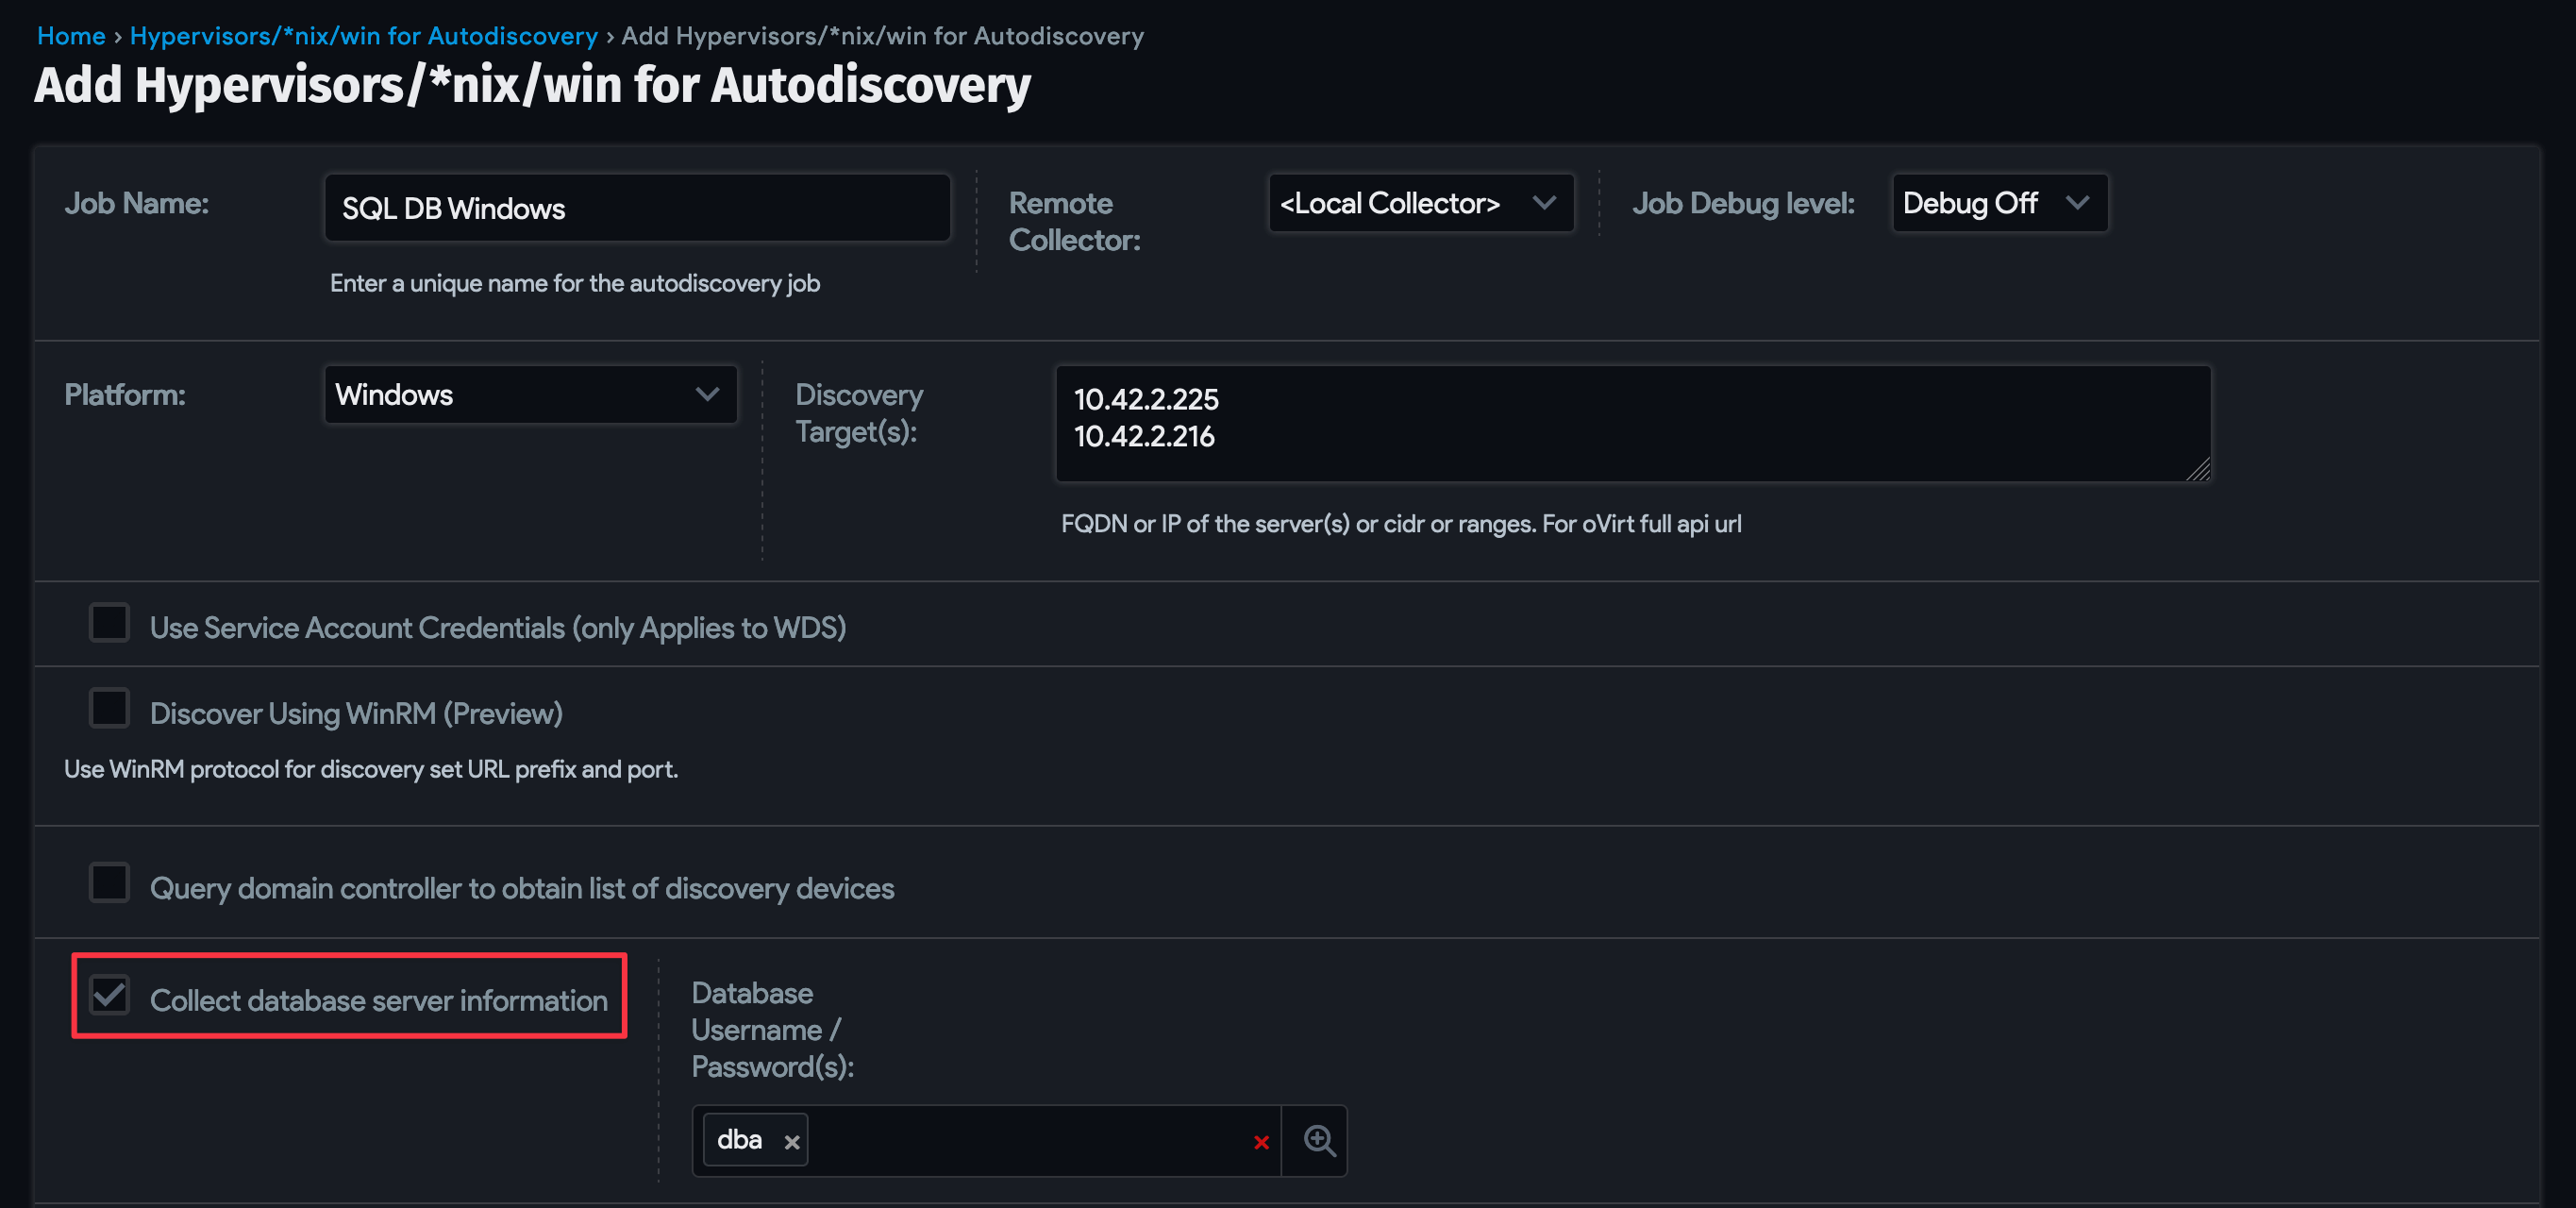 Home › Hypervisors/*nix/win for Autodiscovery › Add Hypervisors/*nix/win for Autodiscovery
Add Hypervisors/*nix/win for Autodiscovery
Job Name:
SQL DB Windows
Enter a unique name for the autodiscovery job
Remote
Collector:
<Local Collector>
Job Debug level:
Debug Off
Platform:
Windows
Discovery
Target(s):
10.42.2.225
10.42.2.216
FQDN or IP of the server(s) or cidr or ranges. For oVirt full api url
Use Service Account Credentials (only Applies to WDS)
Discover Using WinRM (Preview)
Use WinRM protocol for discovery set URL prefix and port.
Query domain controller to obtain list of discovery devices
Collect database server information
Database
Username /
Password(s):
dba